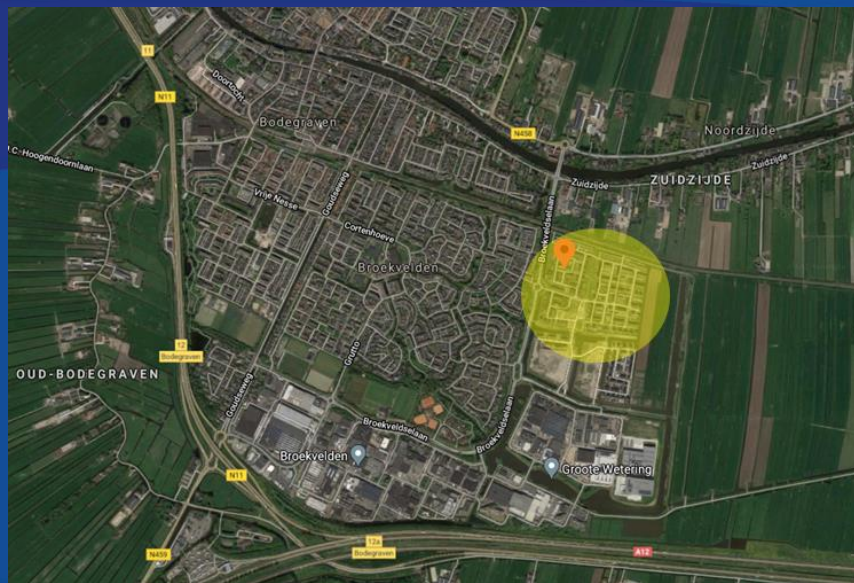 11
N11
Doortocht
Bodegraven
N458
Noordzijde
J.C. Hoogendoornlaan
Zuidzijde
Zuidzijde
ZUIDZIJDE
Vrije Nesse
Goudseweg
Cortenhoeve
Broekveldselaan
Broekvelden
12
Bodegraven
Grutto
OUD-BODEGRAVEN
Goudseweg
Broekveldselaan
Broekveldselaan
Broekvelden
Groote Wetering
N11
12a
Bodegraven
N459
A12